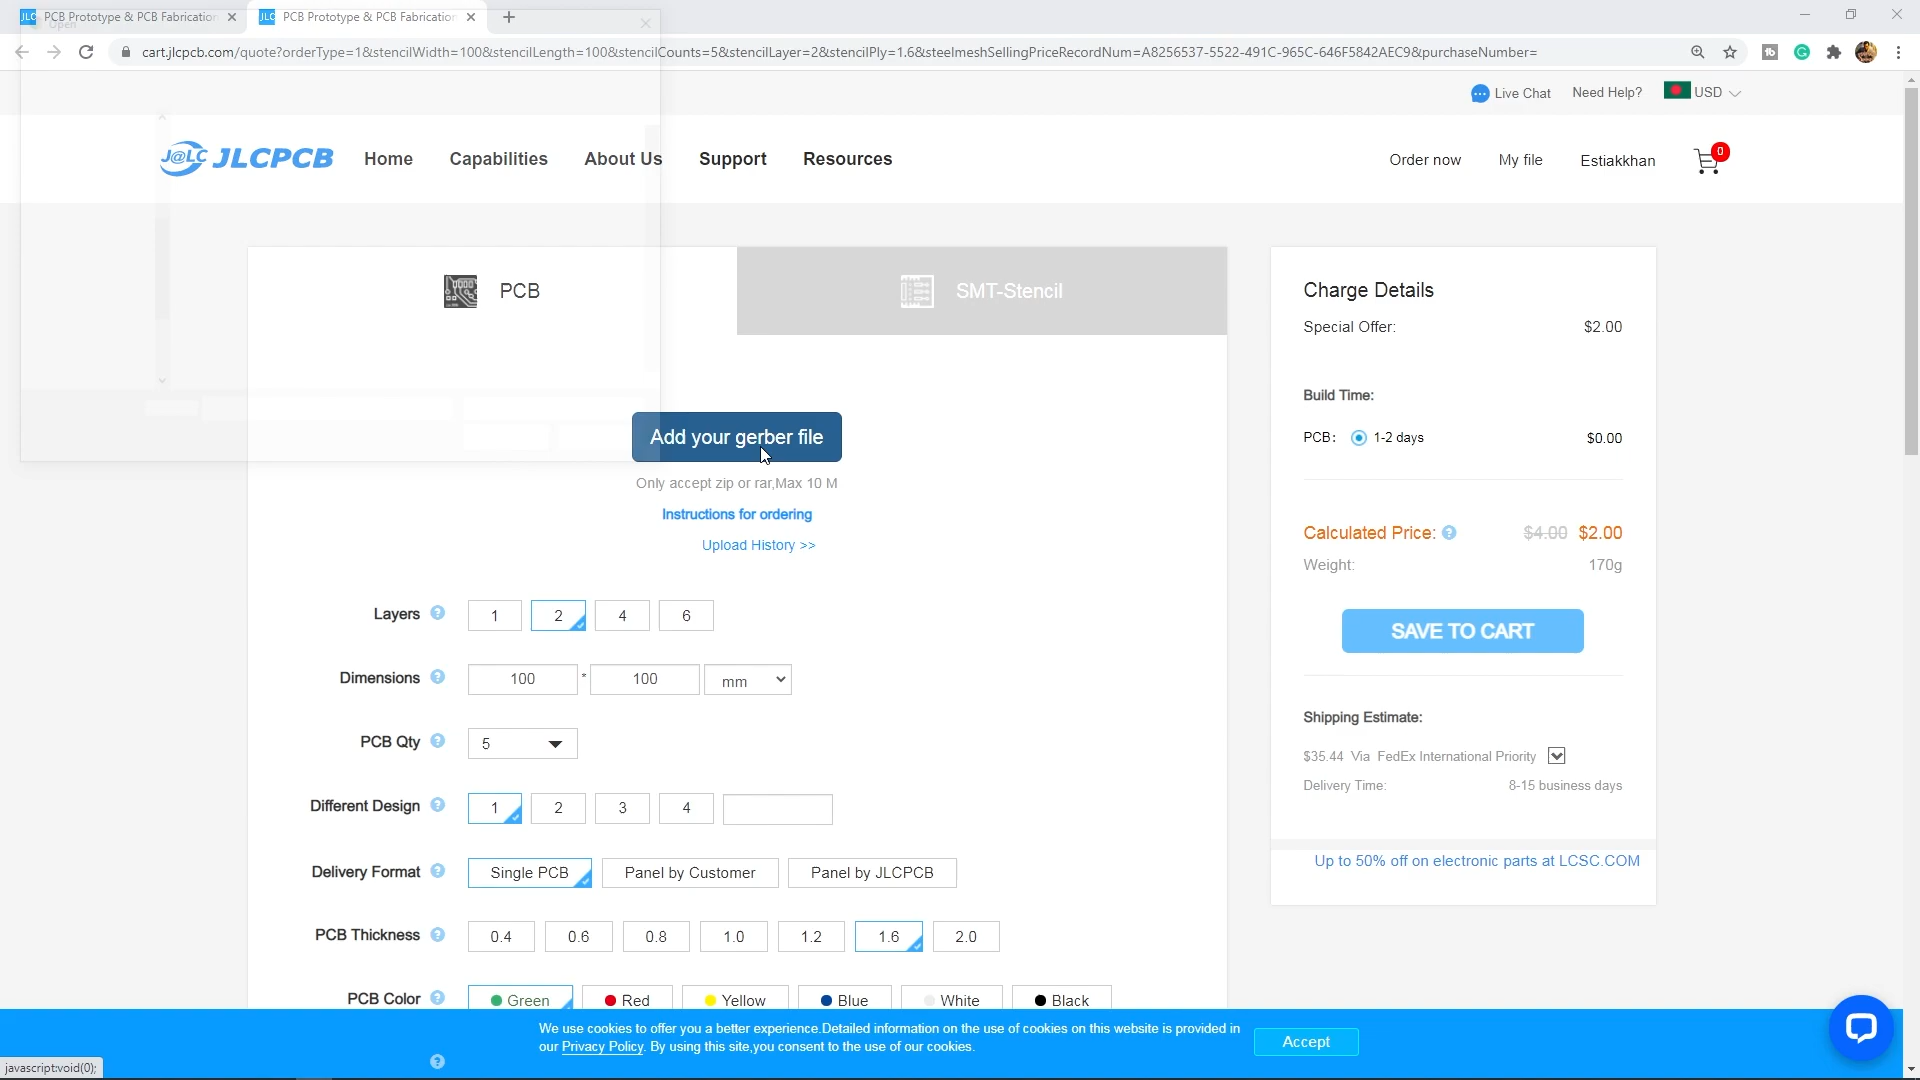 PCB Prototype & PCB Fabrication
PCB Prototype & PCB Fabrication
Open
cart.jlcpcb.com/quote?orderType=1&stencilWidth=100&stencilLength=100&stencilCounts=5&stencilLayer=2&stencilPly=1.6&steelmeshSellingPriceRecordNum=A8256537-5522-491C-965C-646F5842AEC9&purchaseNumber=
Live Chat Need Help? USD
J@LC JLCPCB Home Capabilities About Us Support Resources Order now My file Estiakkhan 0
PCB
SMT-Stencil
Add your gerber file
Only accept zip or rar,Max 10 M
Instructions for ordering
Upload History >>
Layers ? 1 2 4 6
Dimensions ? 100 * 100 mm
PCB Qty ? 5
Different Design ? 1 2 3 4
Delivery Format ? Single PCB Panel by Customer Panel by JLCPCB
PCB Thickness ? 0.4 0.6 0.8 1.0 1.2 1.6 2.0
PCB Color ? Green Red Yellow Blue White Black
Charge Details
Special Offer: $2.00
Build Time:
PCB: 1-2 days $0.00
Calculated Price: ? $4.00 $2.00
Weight: 170g
SAVE TO CART
Shipping Estimate:
$35.44 Via FedEx International Priority
Delivery Time: 8-15 business days
Up to 50% off on electronic parts at LCSC.COM
We use cookies to offer you a better experience.Detailed information on the use of cookies on this website is provided in
our Privacy Policy. By using this site,you consent to the use of our cookies.
Accept
?
javascript:void(0);